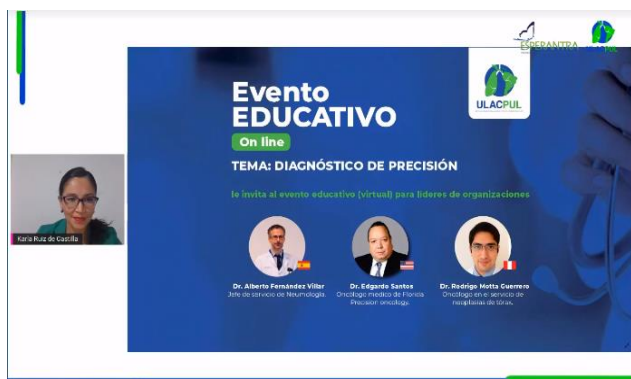 ESPERANTRA
ULACPUL
Evento
EDUCATIVO
On line
ULACPUL
TEMA: DIAGNÓSTICO DE PRECISIÓN
le invita al evento educativo (virtual) para líderes de organizaciones
Karla Ruiz de Castilla
Dr. Alberto Fernández Villar
Jefe de servicio de Neumología.
Dr. Edgardo Santos
Oncólogo médico de Florida
Precision oncology.
Dr. Rodrigo Motta Guerrero
Oncólogo en el servicio de
neoplasias de tórax.